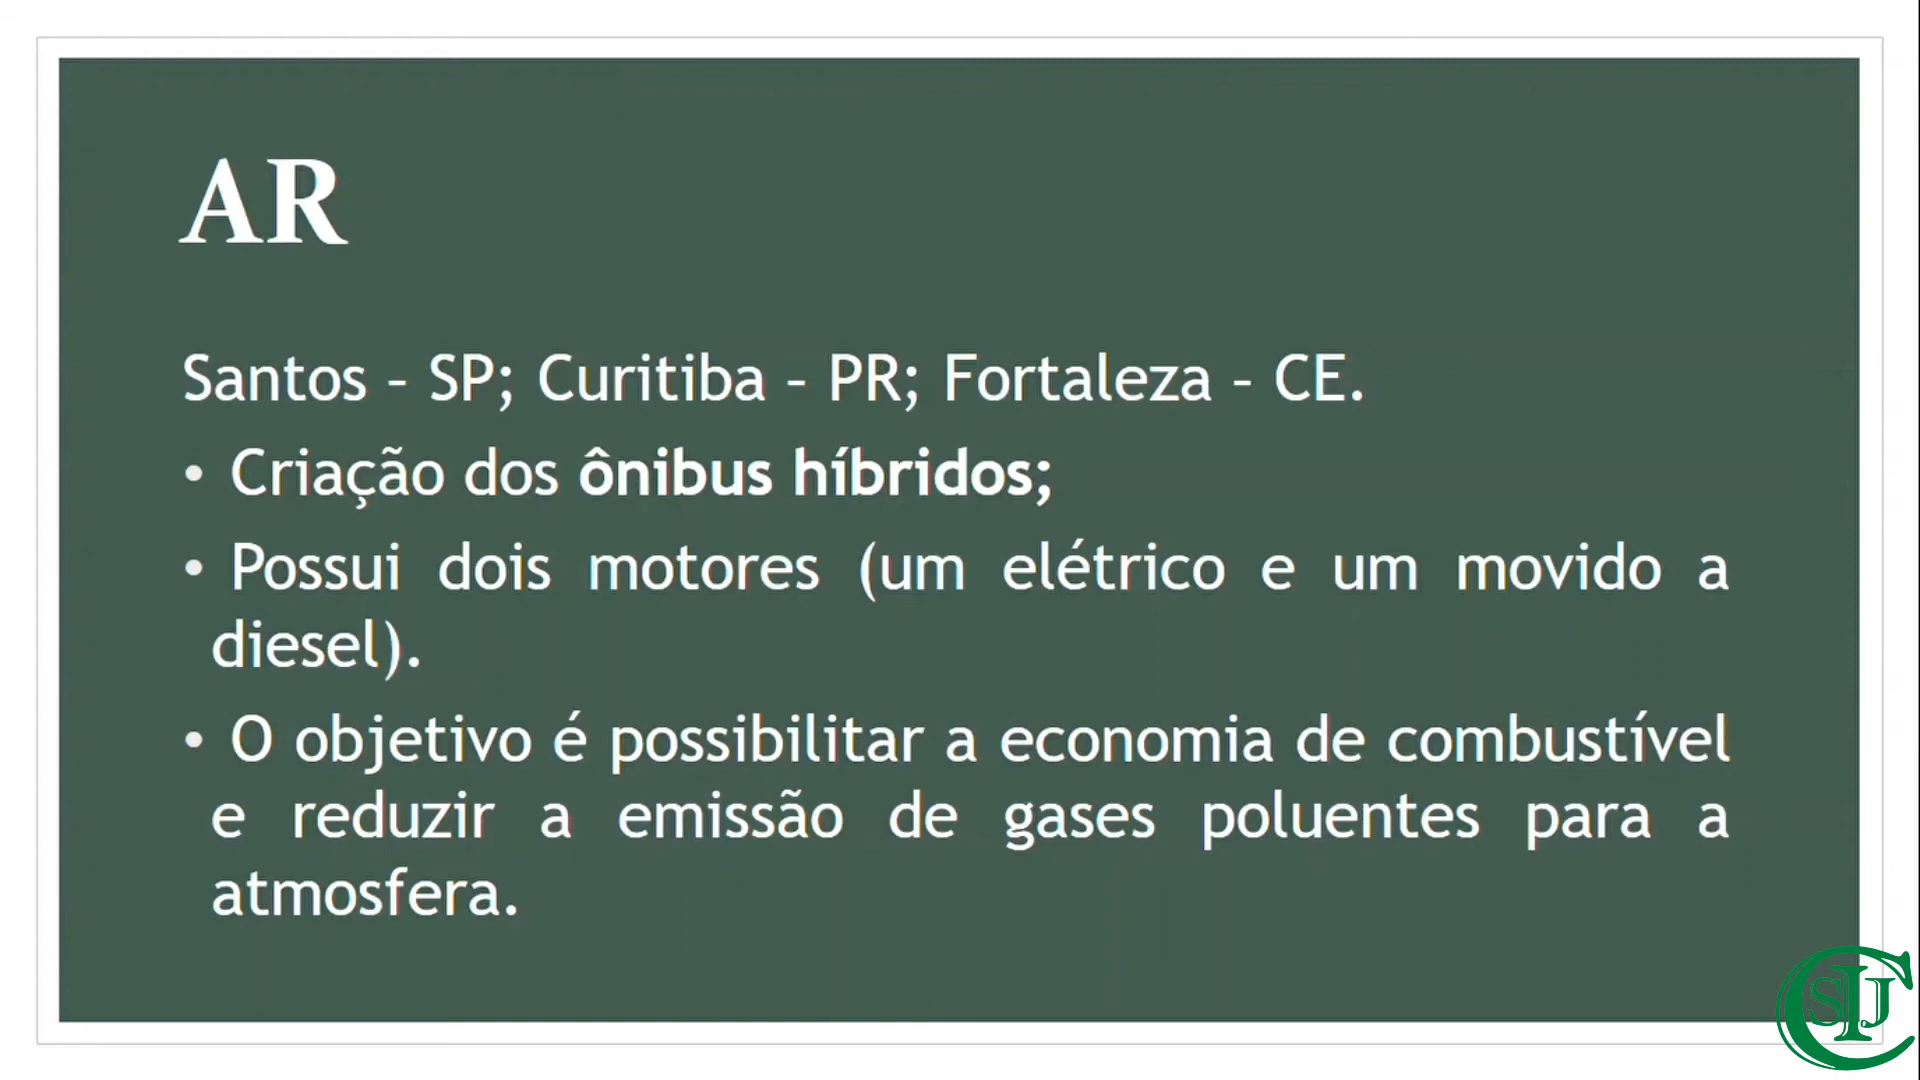 AR
Santos – SP; Curitiba – PR; Fortaleza – CE.
• Criação dos ônibus híbridos;
• Possui dois motores (um elétrico e um movido a
diesel).
• O objetivo é possibilitar a economia de combustível
e reduzir a emissão de gases poluentes para a
atmosfera.
CSIJ